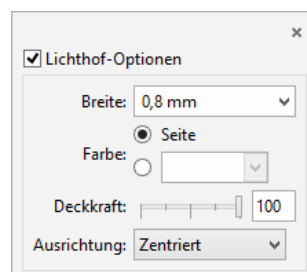 Lichthof-Optionen
Breite: 0,8 mm
Seite
Farbe:
Deckkraft: 100
Ausrichtung: Zentriert